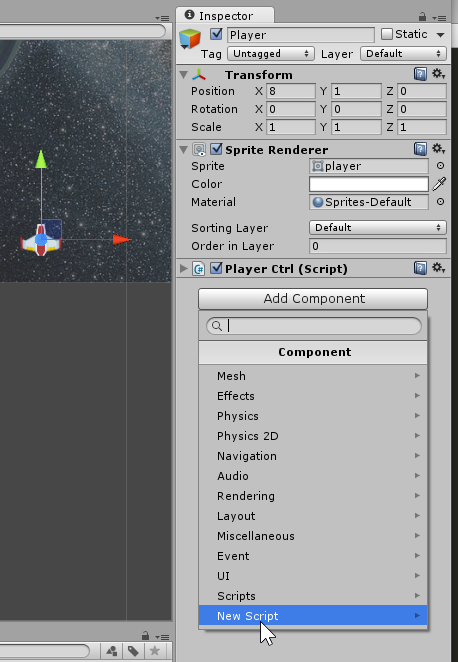 Inspector
Player Static
Tag Untagged Layer Default
Transform
Position X 8 Y 1 Z 0
Rotation X 0 Y 0 Z 0
Scale X 1 Y 1 Z 1
Sprite Renderer
Sprite player
Color
Material Sprites-Default
Sorting Layer Default
Order in Layer 0
Player Ctrl (Script)
Add Component
Component
Mesh
Effects
Physics
Physics 2D
Navigation
Audio
Rendering
Layout
Miscellaneous
Event
UI
Scripts
New Script